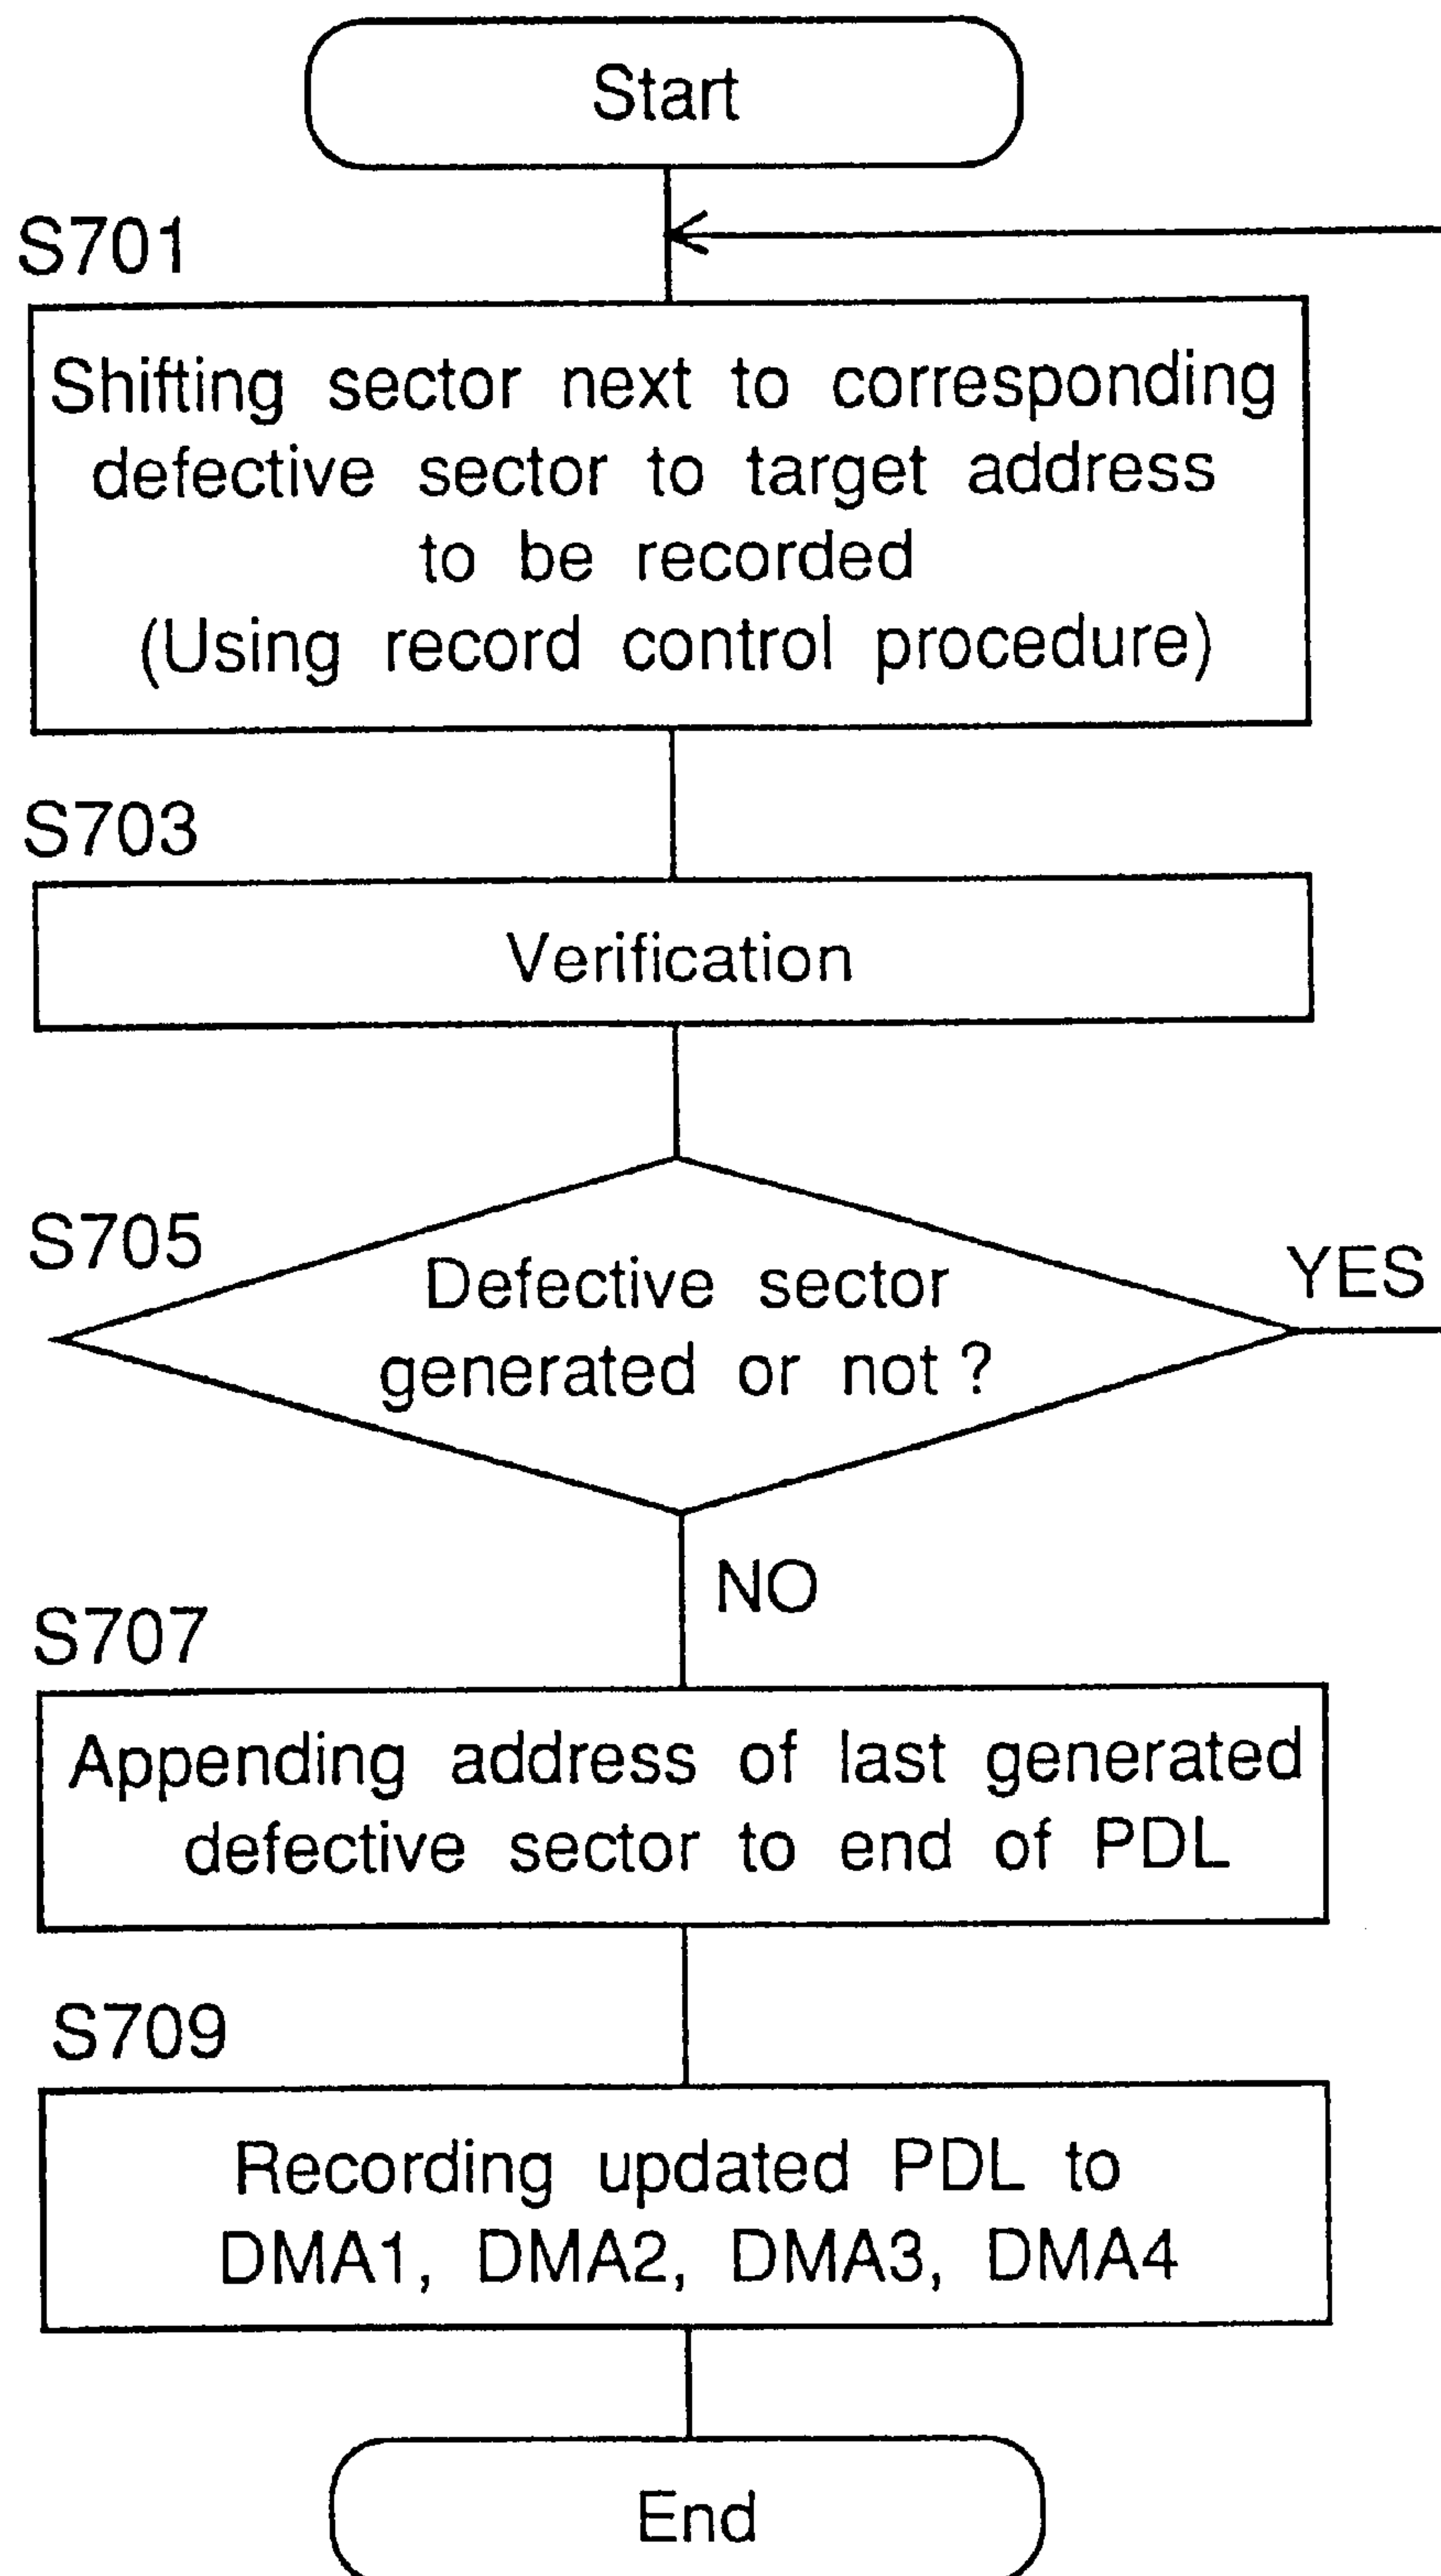 Start
S701
Shifting sector next to corresponding
defective sector to target address
to be recorded
(Using record control procedure)
S703
Verification
S705
Defective sector
generated or not ?
YES
NO
S707
Appending address of last generated
defective sector to end of PDL
S709
Recording updated PDL to
DMA1, DMA2, DMA3, DMA4
End